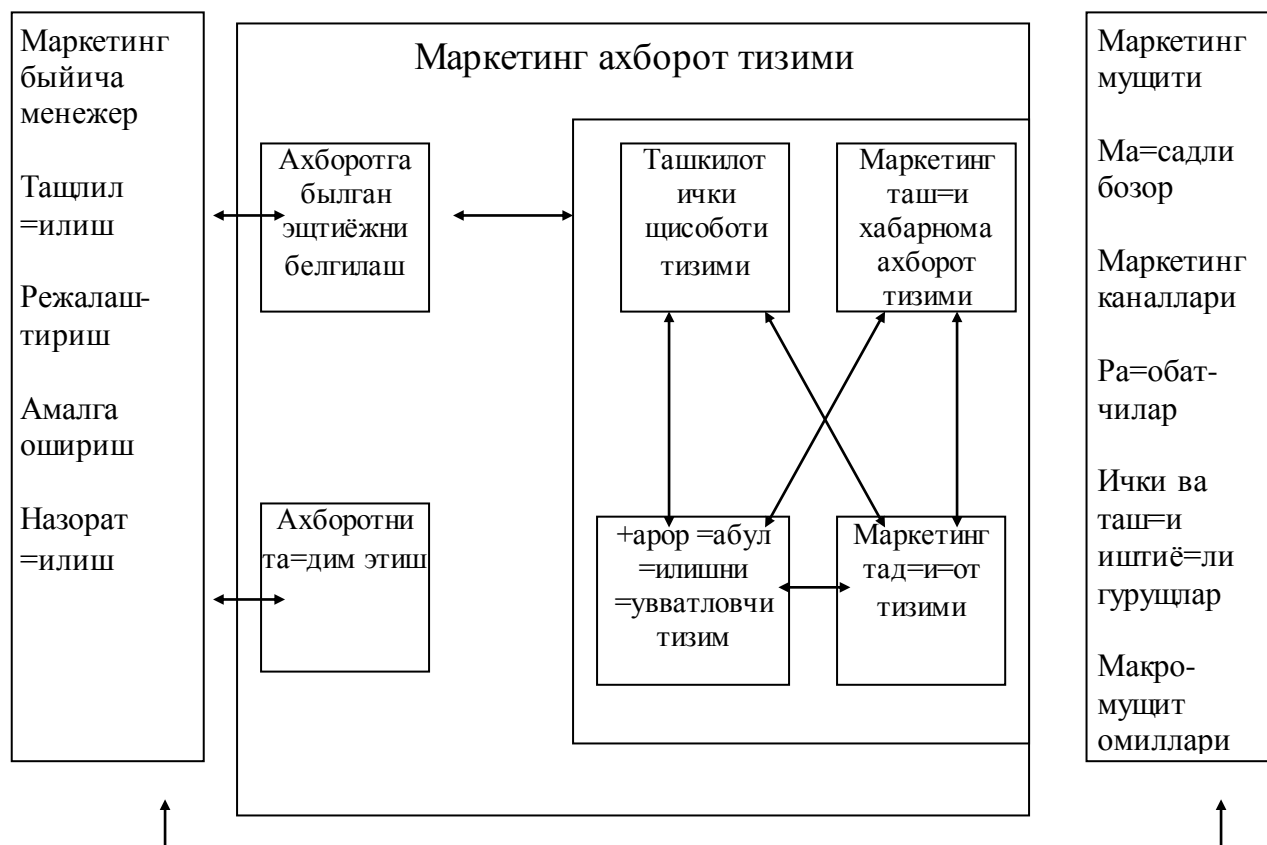 Маркетинг
быйича
менежер
Тащлил
=илиш
Режалаш-
тириш
Амалга
ошириш
Назорат
=илиш
Маркетинг ахборот тизими
Ахборотга
былган
эщтиёжни
белгилаш
Ташкилот
ички
щисоботи
тизими
Маркетинг
таш=и
хабарнома
ахборот
тизими
Ахборотни
та=дим этиш
+арор =абул
=илишни
=увватловчи
тизим
Маркетинг
тад=и=от
тизими
Маркетинг
мущити
Ма=садли
бозор
Маркетинг
каналлари
Ра=обат-
чилар
Ички ва
таш=и
иштиё=ли
гурущлар
Макро-
мущит
омиллари